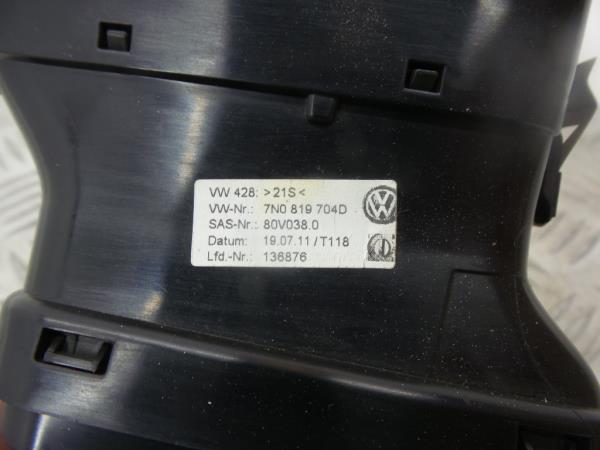 VW 428: >21S<
VW-Nr.: 7N0 819 704D
SAS-Nr.: 80V038.0
Datum: 19.07.11 / T118
Lfd.-Nr.: 136876